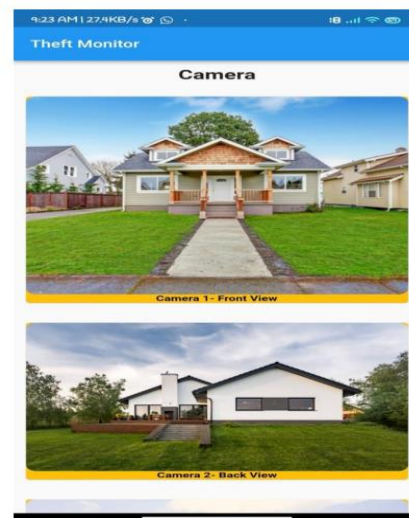 9:23 AM | 27.4KB/s
Theft Monitor
Camera
Camera 1- Front View
Camera 2- Back View